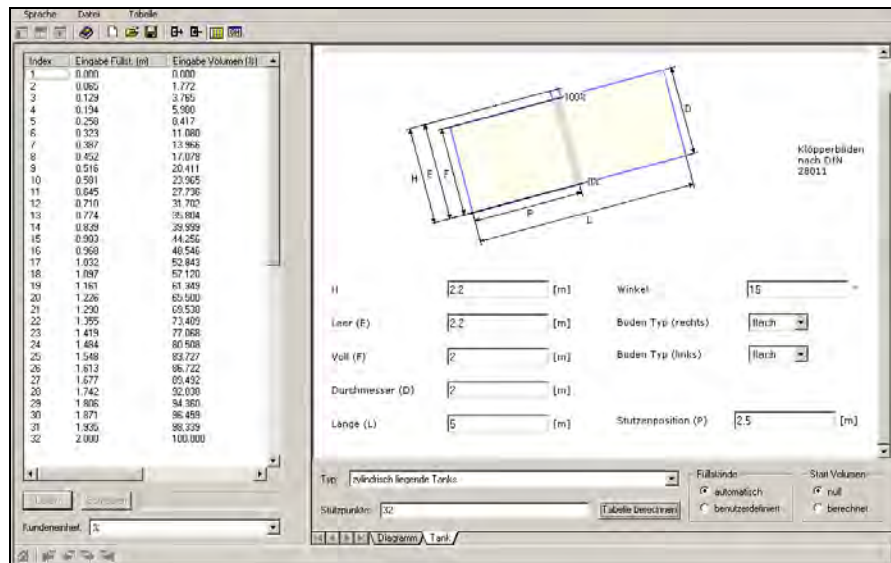 Sprache Datei Tabelle
Index Eingabe Füllst. (m) Eingabe Volumen (%)
1 0.000 0.000
2 0.065 1.772
3 0.129 3.765
4 0.194 5.980
5 0.258 8.417
6 0.323 11.080
7 0.387 13.966
8 0.452 17.078
9 0.516 20.411
10 0.581 23.965
11 0.645 27.736
12 0.710 31.702
13 0.774 35.804
14 0.839 39.999
15 0.903 44.256
16 0.968 48.546
17 1.032 52.843
18 1.097 57.120
19 1.161 61.349
20 1.226 65.500
21 1.290 69.538
22 1.355 73.409
23 1.419 77.068
24 1.484 80.508
25 1.548 83.727
26 1.613 86.722
27 1.677 89.492
28 1.742 92.038
29 1.806 94.360
30 1.871 96.459
31 1.935 98.339
32 2.000 100.000
Kundeneinheit: %
100%
D
H E F
0%
P
L
Klöpperböden
nach DIN
28011
H 2.2 [m] Winkel 15 °
Leer (E) 2.2 [m] Boden Typ (rechts) flach
Voll (F) 2 [m] Boden Typ (links) flach
Durchmesser (D) 2 [m]
Länge (L) 5 [m] Stutzenposition (P) 2.5 [m]
Typ: zylindrisch liegende Tanks
Stützpunkte: 32 Tabelle berechnen
Füllstände
automatisch
benutzerdefiniert
Start Volumen
null
berechnet
Diagramm Tank